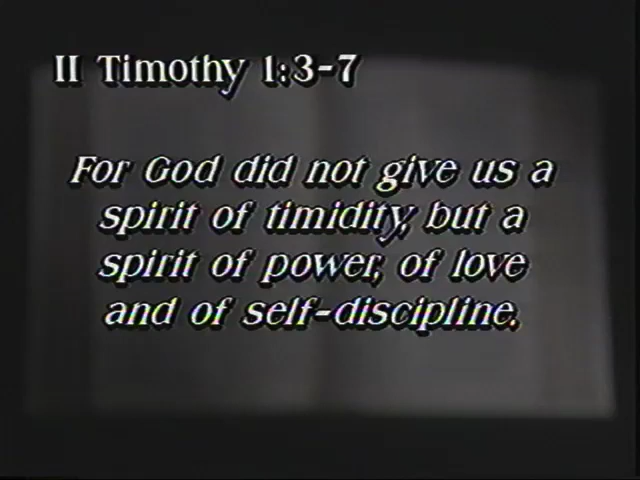 II Timothy 1:3-7
For God did not give us a
spirit of timidity, but a
spirit of power, of love
and of self-discipline.